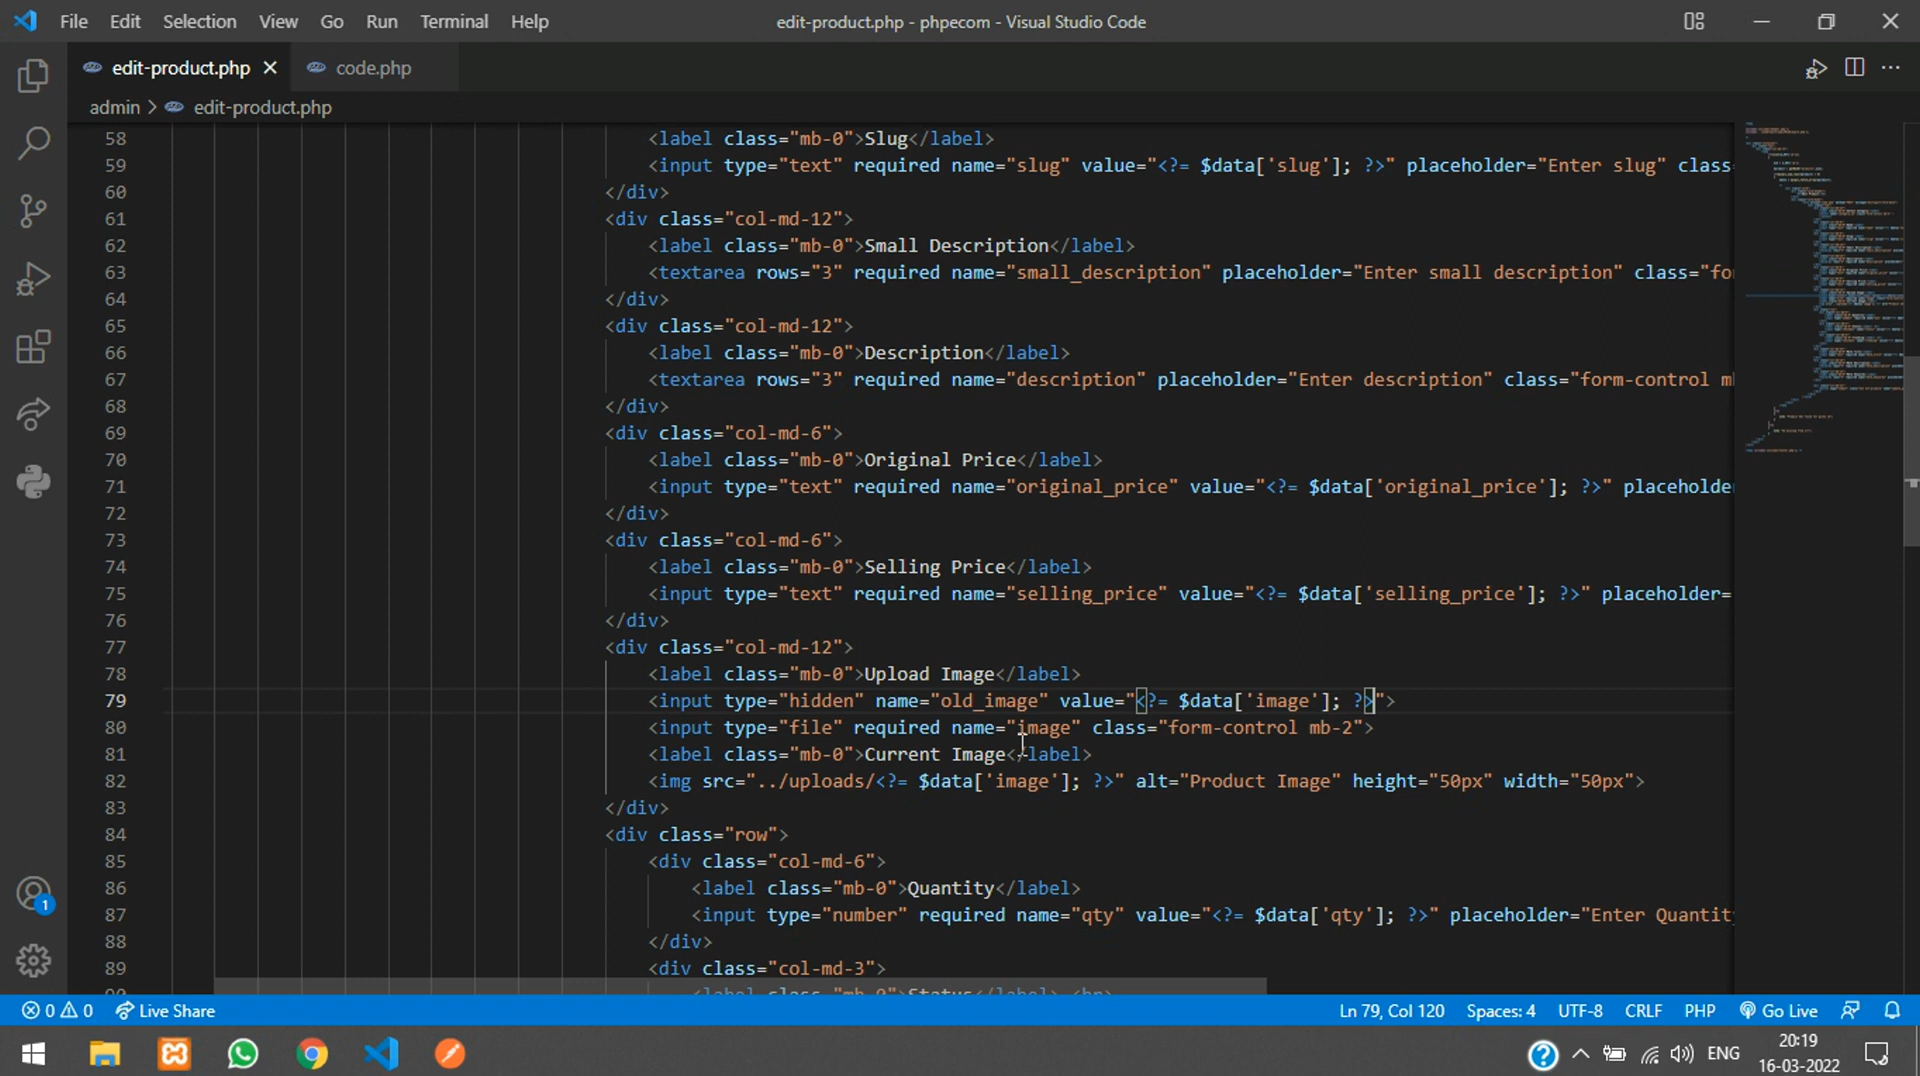 File Edit Selection View Go Run Terminal Help edit-product.php - phpecom - Visual Studio Code
edit-product.php code.php
admin > edit-product.php
58 <label class="mb-0">Slug</label>
59 <input type="text" required name="slug" value="<?= $data['slug']; ?>" placeholder="Enter slug" class
60 </div>
61 <div class="col-md-12">
62 <label class="mb-0">Small Description</label>
63 <textarea rows="3" required name="small_description" placeholder="Enter small description" class="fo
64 </div>
65 <div class="col-md-12">
66 <label class="mb-0">Description</label>
67 <textarea rows="3" required name="description" placeholder="Enter description" class="form-control m
68 </div>
69 <div class="col-md-6">
70 <label class="mb-0">Original Price</label>
71 <input type="text" required name="original_price" value="<?= $data['original_price']; ?>" placeholde
72 </div>
73 <div class="col-md-6">
74 <label class="mb-0">Selling Price</label>
75 <input type="text" required name="selling_price" value="<?= $data['selling_price']; ?>" placeholder=
76 </div>
77 <div class="col-md-12">
78 <label class="mb-0">Upload Image</label>
79 <input type="hidden" name="old_image" value="<?= $data['image']; ?>">
80 <input type="file" required name="image" class="form-control mb-2">
81 <label class="mb-0">Current Image</label>
82 <img src="../uploads/<?= $data['image']; ?>" alt="Product Image" height="50px" width="50px">
83 </div>
84 <div class="row">
85 <div class="col-md-6">
86 <label class="mb-0">Quantity</label>
87 <input type="number" required name="qty" value="<?= $data['qty']; ?>" placeholder="Enter Quantit
88 </div>
89 <div class="col-md-3">
<label class="mb-0">Status</label> <br>
1
0 0 Live Share Ln 79, Col 120 Spaces: 4 UTF-8 CRLF PHP Go Live
ENG 20:19
16-03-2022